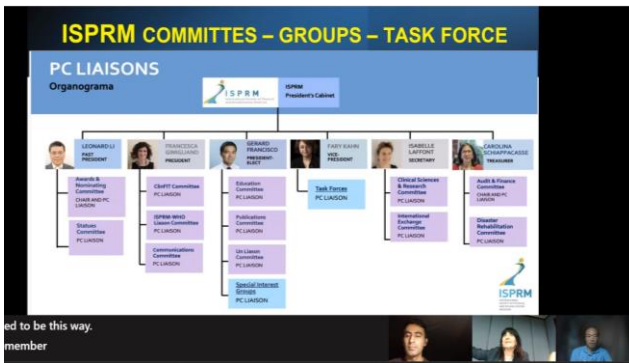 ISPRM COMMITTES – GROUPS – TASK FORCE
PC LIAISONS
Organograma
ISPRM
ISPRM
President's Cabinet
LEONARD LI
PAST
PRESIDENT
FRANCESCA
GIMIGLIANO
PRESIDENT
GERARD
FRANCISCO
PRESIDENT-
ELECT
FARY KAHN
VICE-
PRESIDENT
ISABELLE
LAFFONT
SECRETARY
CAROLINA
SCHIAPPACASSE
TREASURER
Awards &
Nominating
Committee
CHAIR AND PC
LIAISON
Statues
Committee
PC LIAISON
ClinFIT Committee
PC LIAISON
ISPRM-WHO
Liaison Committee
PC LIAISON
Communications
Committee
PC LIAISON
Education
Committee
PC LIAISON
Publications
Committee
PC LIAISON
Un Liaison
Committee
PC LIAISON
Special Interest
Groups
PC LIAISON
Task Forces
PC LIAISON
Clinical Sciences
& Research
Committee
PC LIAISON
International
Exchange
Committee
PC LIAISON
Audit & Finance
Committee
CHAIR AND PC
LIAISON
Disaster
Rehabilitation
Committee
PC LIAISON
ISPRM
ed to be this way.
member